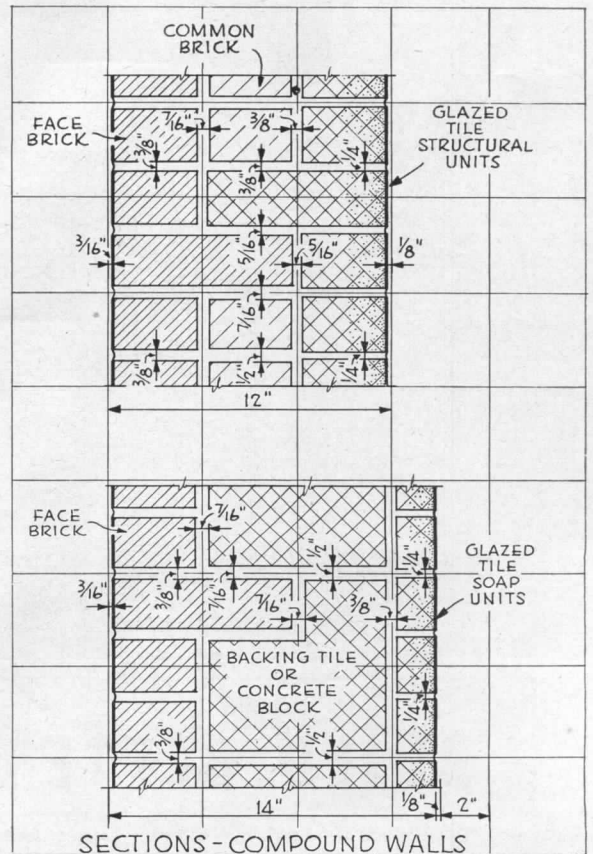 COMMON
BRICK
7/16"
3/8"
FACE
BRICK
GLAZED
TILE
STRUCTURAL
UNITS
3/8"
3/8"
1/4"
3/16"
5/16"
5/16"
1/8"
7/16"
3/8"
1/2"
1/4"
12"
FACE
BRICK
7/16"
GLAZED
TILE
SOAP
UNITS
3/16"
3/8"
7/16"
1/2"
1/4"
7/16"
3/8"
BACKING TILE
OR
CONCRETE
BLOCK
1/4"
3/8"
1/2"
14"
1/8"
2"
SECTIONS - COMPOUND WALLS